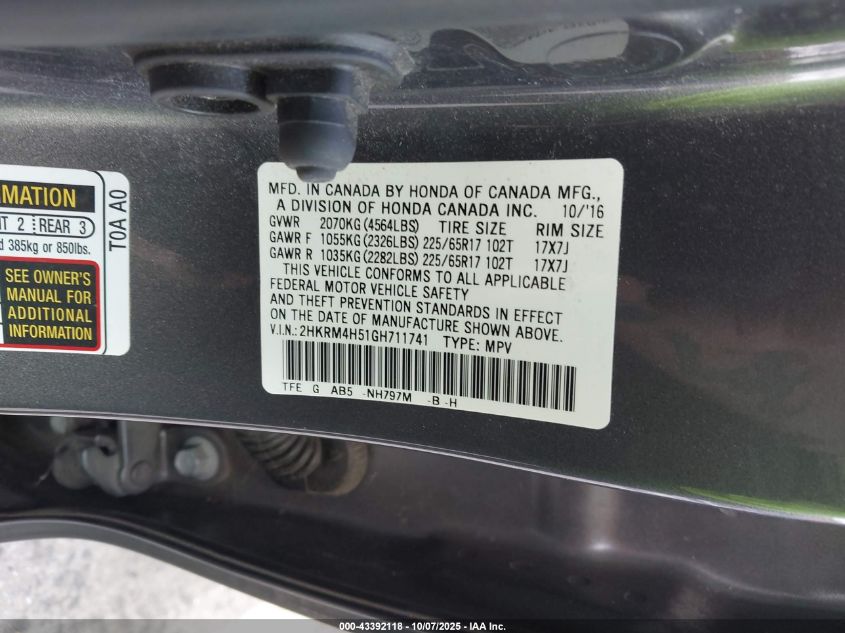 MATION
T 2 REAR 3
d 385kg or 850lbs.
SEE OWNER'S
MANUAL FOR
ADDITIONAL
INFORMATION
T0A A0
MFD. IN CANADA BY HONDA OF CANADA MFG.,
A DIVISION OF HONDA CANADA INC. 10/'16
GVWR 2070KG (4564LBS) TIRE SIZE RIM SIZE
GAWR F 1055KG (2326LBS) 225/65R17 102T 17X7J
GAWR R 1035KG (2282LBS) 225/65R17 102T 17X7J
THIS VEHICLE CONFORMS TO ALL APPLICABLE
FEDERAL MOTOR VEHICLE SAFETY
AND THEFT PREVENTION STANDARDS IN EFFECT
ON THE DATE OF MANUFACTURE SHOWN ABOVE.
V.I.N.: 2HKRM4H51GH711741 TYPE: MPV
TFE G AB5 -NH797M -B -H
000-43392118 - 10/07/2025 - IAA Inc.